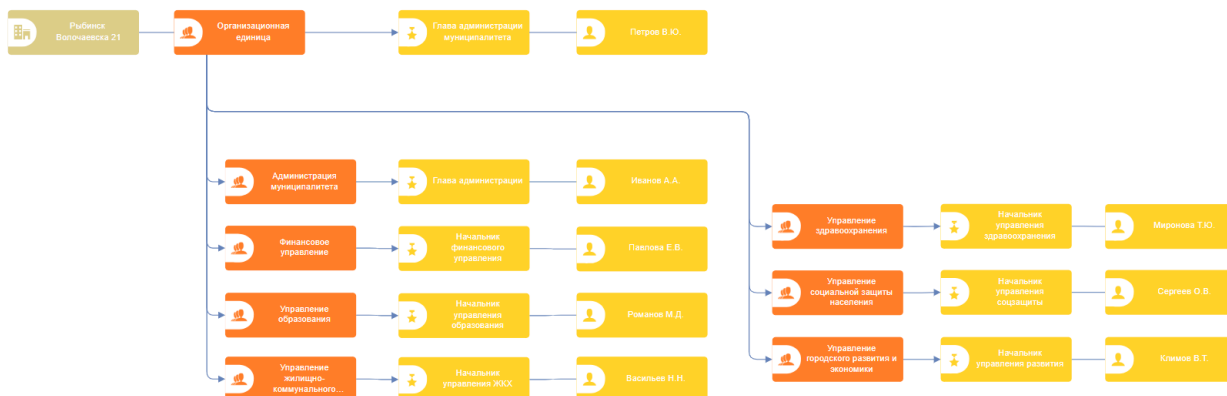 Рыбинск
Волочаевска 21
Организационная
единица
Глава администрации
муниципалитета
Петров В.Ю.
Администрация
муниципалитета
Глава администрации
Иванов А.А.
Финансовое
управление
Начальник
финансового
управления
Павлова Е.В.
Управление
образования
Начальник
управления
образования
Романов М.Д.
Управление
жилищно-
коммунального...
Начальник
управления ЖКХ
Васильев Н.Н.
Управление
здравоохранения
Начальник
управления
здравоохранения
Миронова Т.Ю.
Управление
социальной защиты
населения
Начальник
управления
соцзащиты
Сергеев О.В.
Управление
городского развития и
экономики
Начальник
управления развития
Климов В.Т.